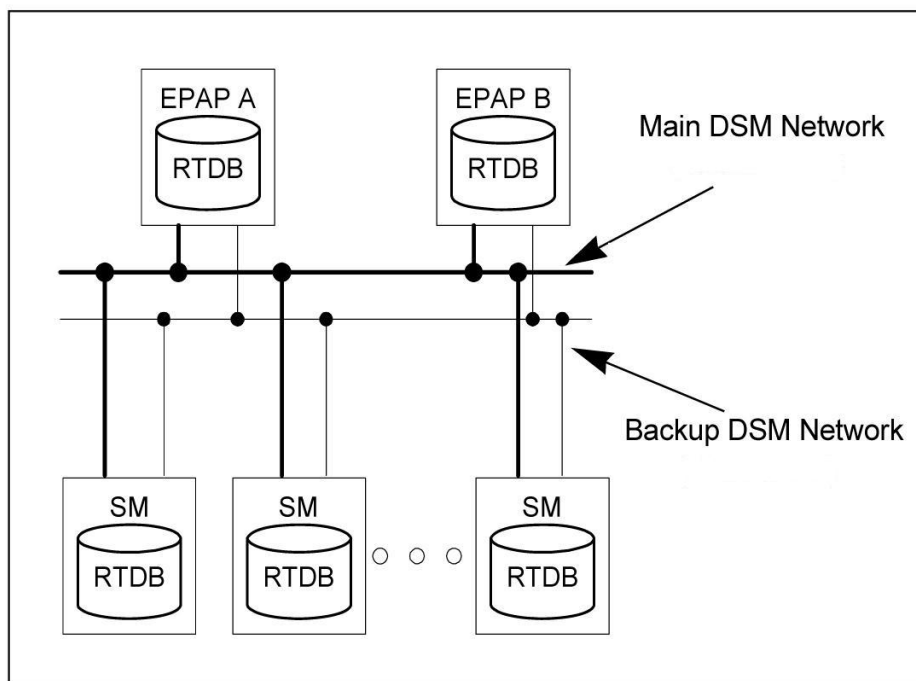 EPAP A
RTDB
EPAP B
RTDB
Main DSM Network
Backup DSM Network
SM
RTDB
SM
RTDB
SM
RTDB